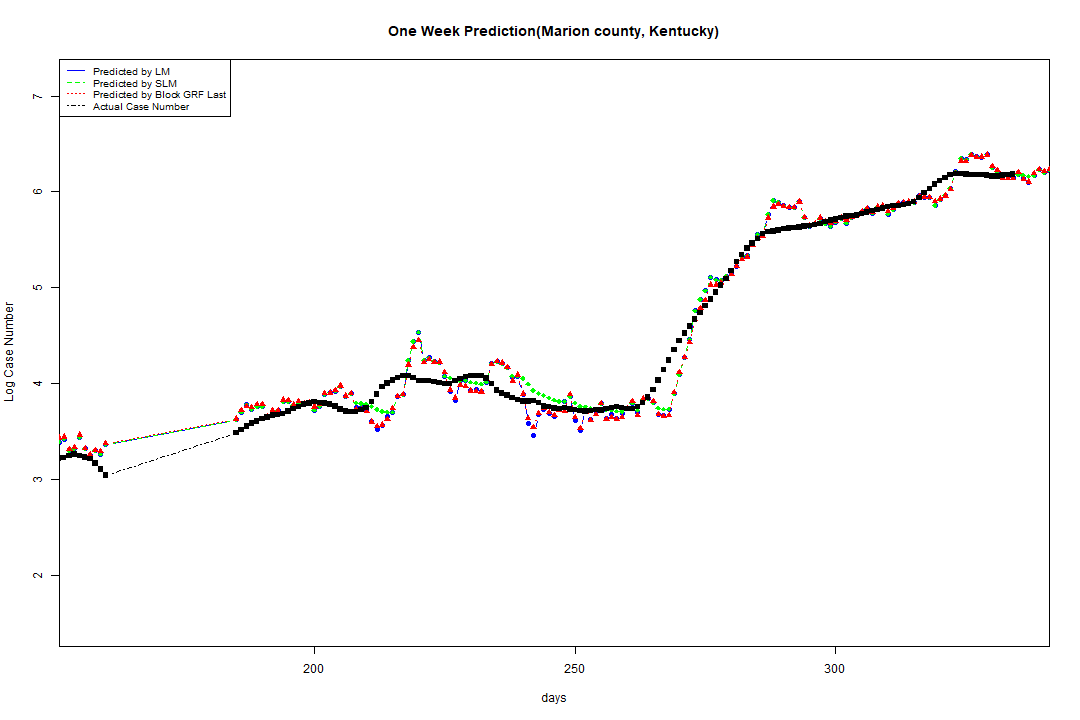 One Week Prediction(Marion county, Kentucky)
Predicted by LM
Predicted by SLM
Predicted by Block GRF Last
Actual Case Number
7
6
5
4
3
2
Log Case Number
200 250 300
days